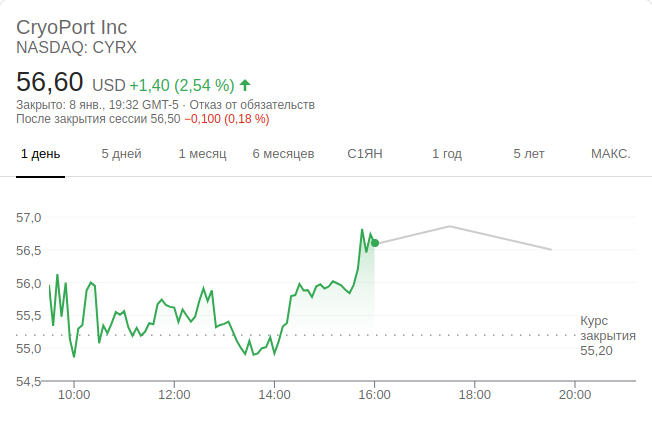 CryoPort Inc
NASDAQ: CYRX
56,60 USD +1,40 (2,54 %) ↑
Закрыто: 8 янв., 19:32 GMT-5 · Отказ от обязательств
После закрытия сессии 56,50 −0,100 (0,18 %)
1 день 5 дней 1 месяц 6 месяцев С1ЯН 1 год 5 лет МАКС.
57,0
56,5
56,0
55,5
55,0
54,5
Курс
закрытия
55,20
10:00 12:00 14:00 16:00 18:00 20:00